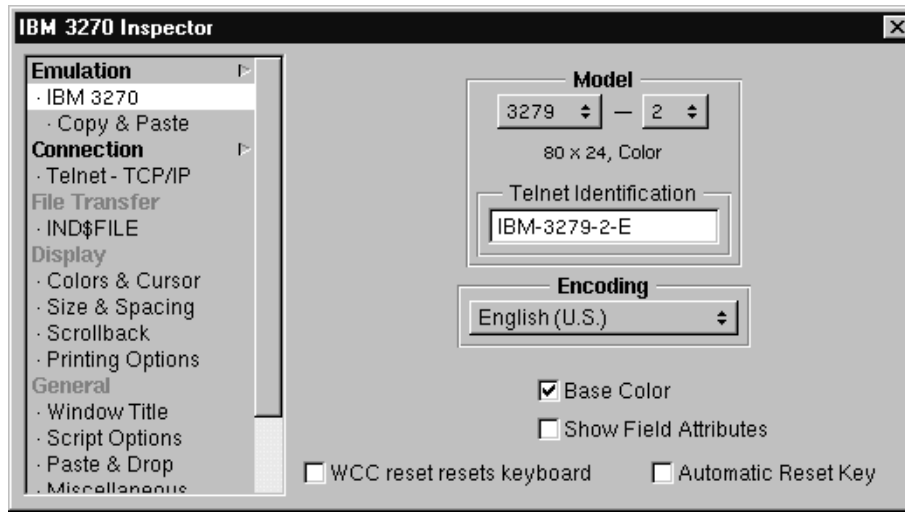 IBM 3270 Inspector
Emulation
· IBM 3270
· Copy & Paste
Connection
· Telnet - TCP/IP
File Transfer
· IND$FILE
Display
· Colors & Cursor
· Size & Spacing
· Scrollback
· Printing Options
General
· Window Title
· Script Options
· Paste & Drop
· Miscellaneous
Model
3279 — 2
80 x 24, Color
Telnet Identification
IBM-3279-2-E
Encoding
English (U.S.)
Base Color
Show Field Attributes
WCC reset resets keyboard Automatic Reset Key